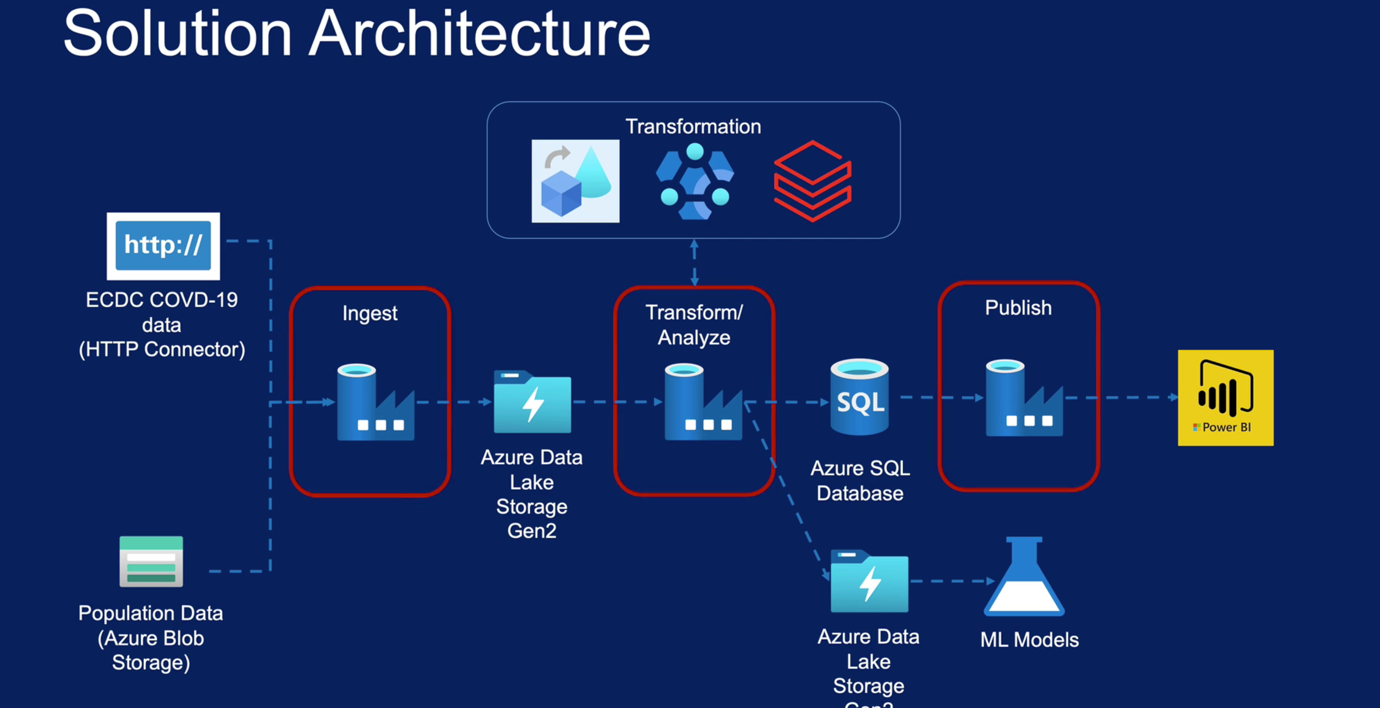 Solution Architecture
Transformation
http://
ECDC COVD-19
data
(HTTP Connector)
Ingest
Transform/
Analyze
Publish
SQL
Power BI
Azure Data
Lake
Storage
Gen2
Azure SQL
Database
Population Data
(Azure Blob
Storage)
Azure Data
Lake
Storage
Gen2
ML Models